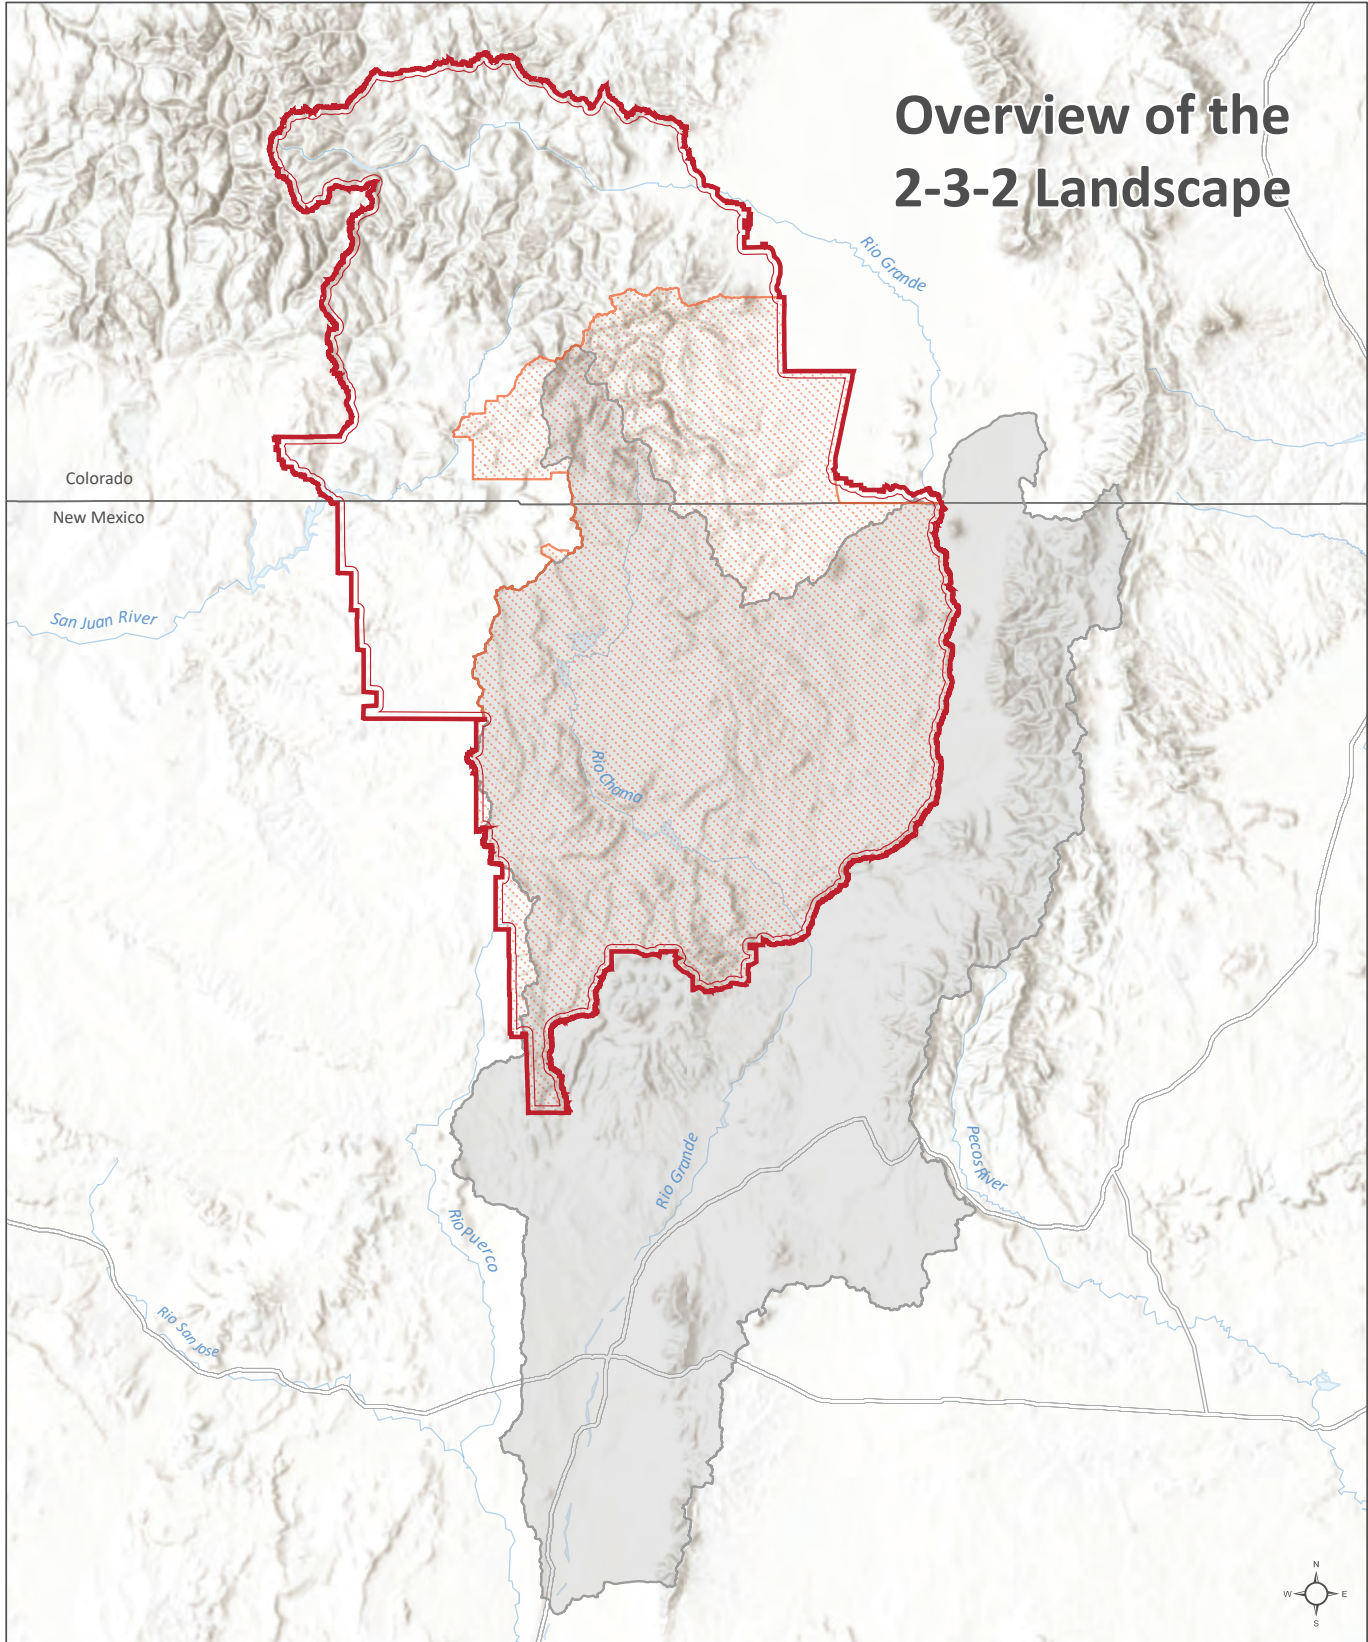 Overview of the
2-3-2 Landscape
Rio Grande
Colorado
New Mexico
San Juan River
Rio Chama
Rio Grande
Pecos River
Rio Puerco
Rio San Jose
N
W
E
S